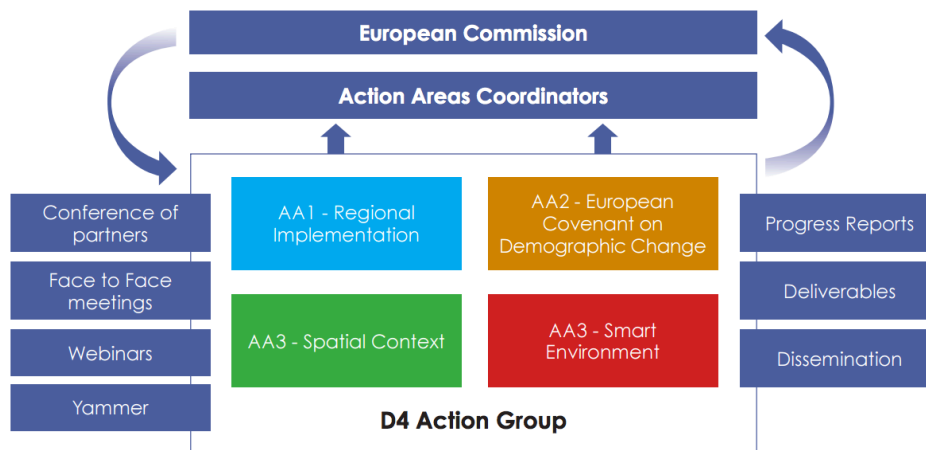 European Commission
Action Areas Coordinators
Conference of
partners
Face to Face
meetings
Webinars
Yammer
AA1 - Regional
Implementation
AA2 - European
Covenant on
Demographic Change
AA3 - Spatial Context
AA3 - Smart
Environment
D4 Action Group
Progress Reports
Deliverables
Dissemination